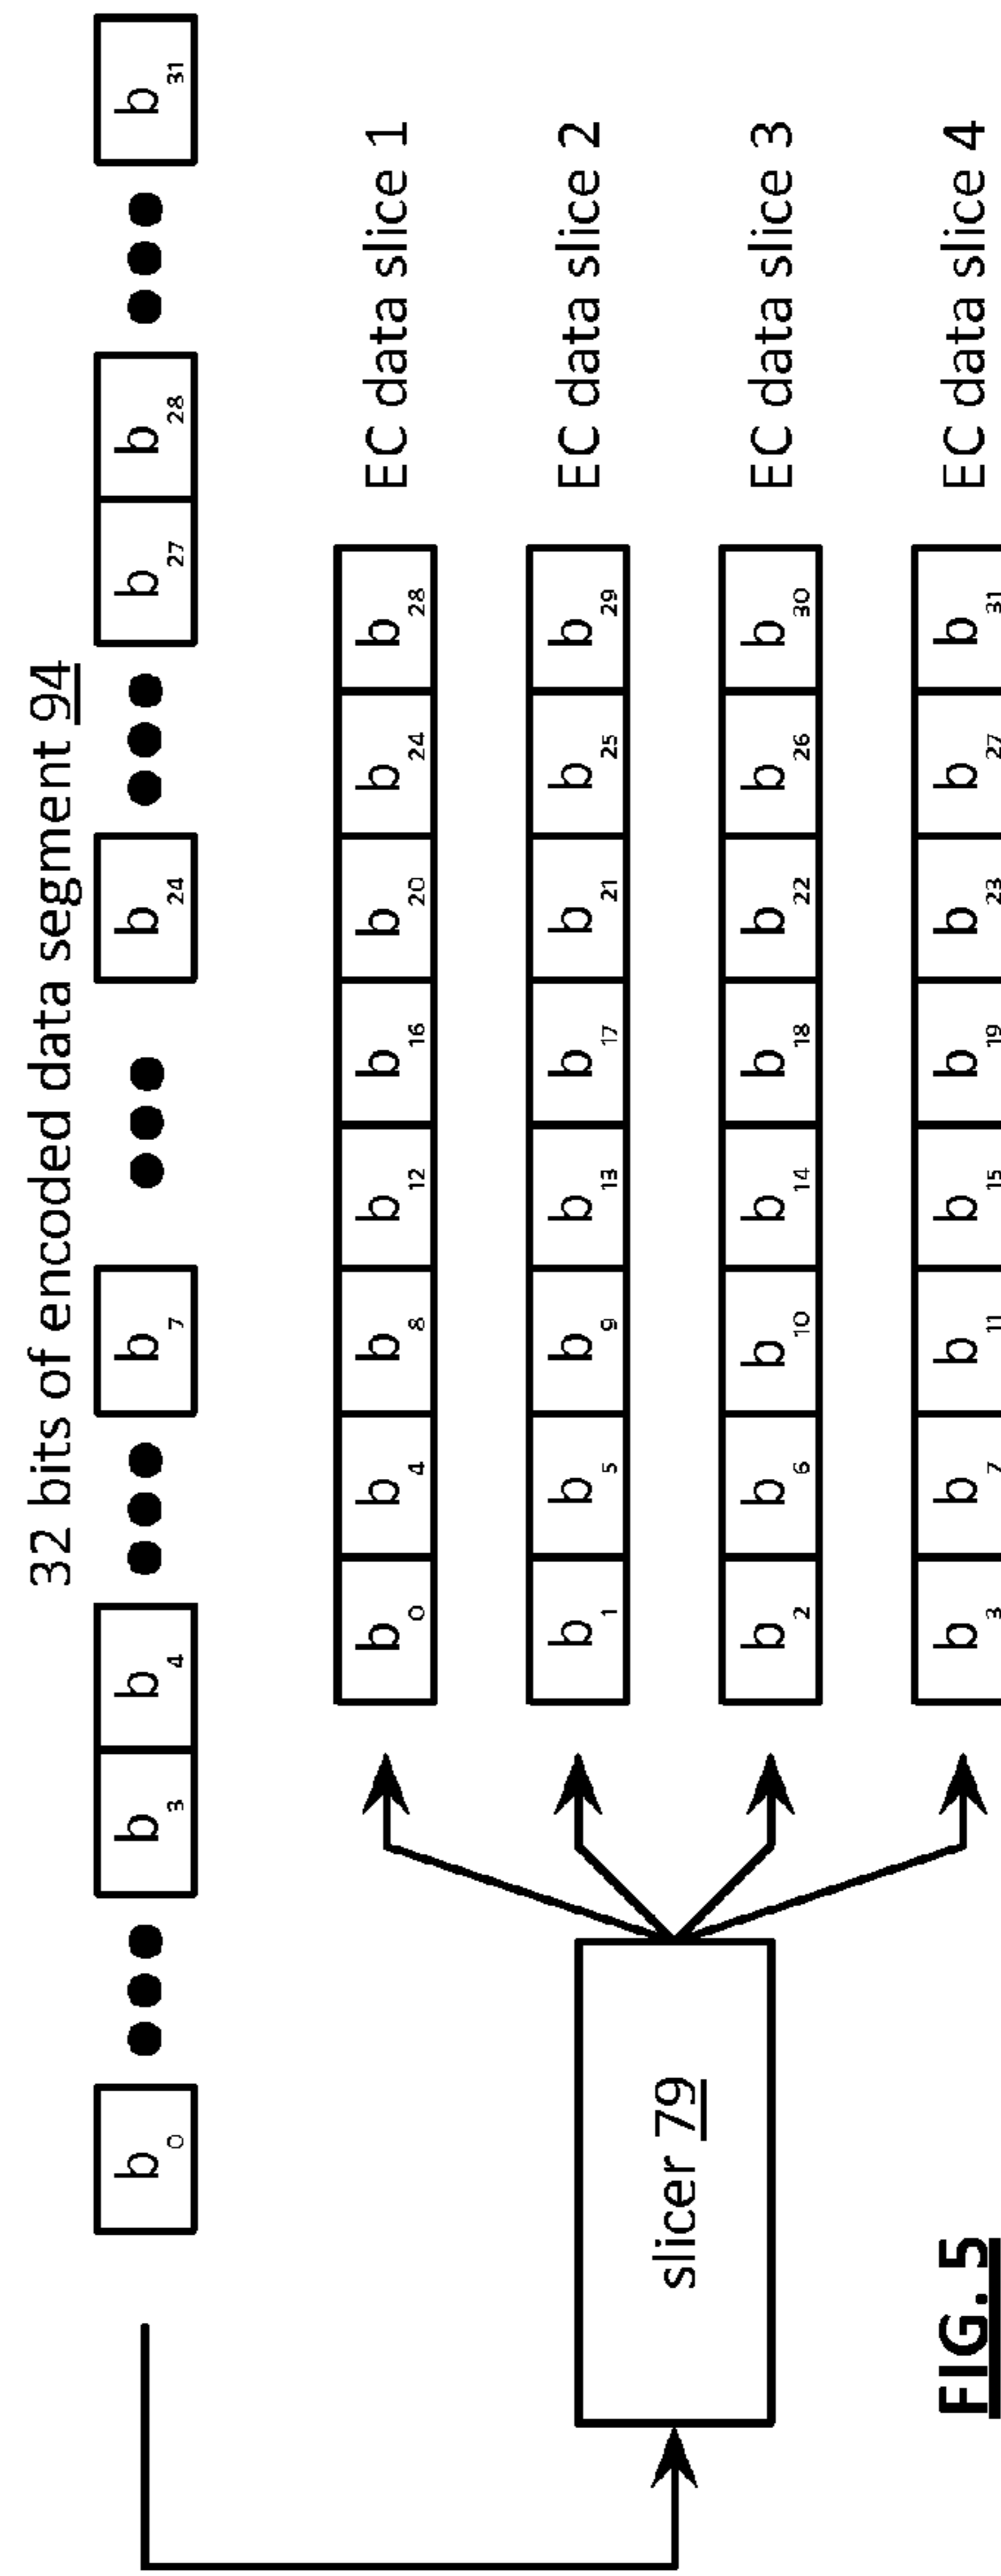 32 bits of encoded data segment 94
b0 ••• b3 b4 ••• b7 ••• b24 ••• b27 b28 ••• b31
b0 b4 b8 b12 b16 b20 b24 b28 EC data slice 1
b1 b5 b9 b13 b17 b21 b25 b29 EC data slice 2
slicer 79
b2 b6 b10 b14 b18 b22 b26 b30 EC data slice 3
b3 b7 b11 b15 b19 b23 b27 b31 EC data slice 4
FIG. 5